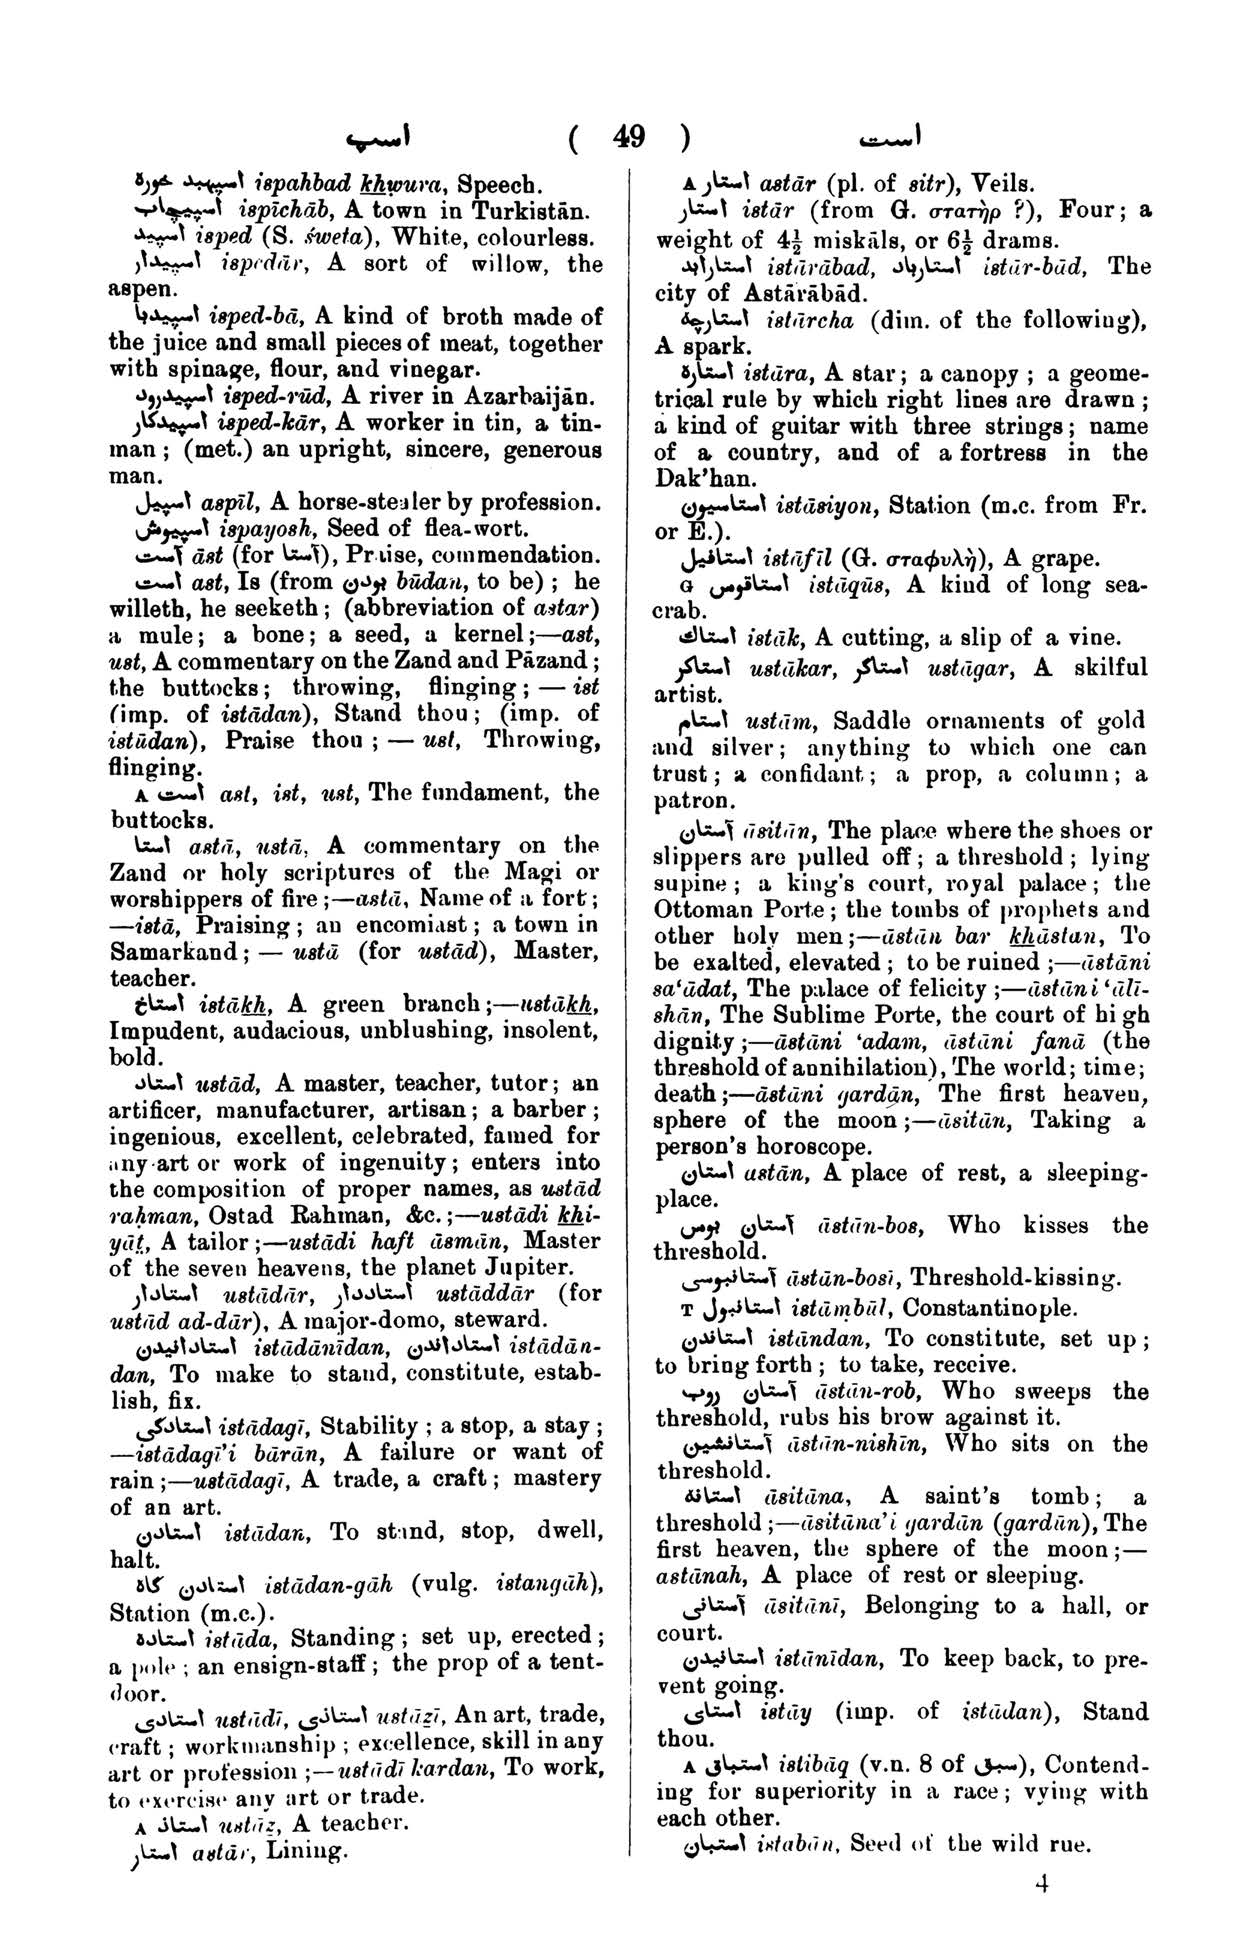 اسپ ( 49 ) است
اسپهبد خوره ispahbad khwura, Speech.
اسپیچاب ispīchāb, A town in Turkistān.
اسپید isped (S. śweta), White, colourless.
اسپیدار ispedār, A sort of willow, the
aspen.
اسپیدبا isped-bā, A kind of broth made of
the juice and small pieces of meat, together
with spinage, flour, and vinegar.
اسپیدرود isped-rūd, A river in Azarbaijān.
اسپیدکار isped-kār, A worker in tin, a tin-
man; (met.) an upright, sincere, generous
man.
اسپیل aspīl, A horse-stealer by profession.
اسپیوش ispayosh, Seed of flea-wort.
آست āst (for آستا), Praise, commendation.
است ast, Is (from بودن būdan, to be); he
willeth, he seeketh; (abbreviation of astar)
a mule; a bone; a seed, a kernel;—ast,
ust, A commentary on the Zand and Pāzand;
the buttocks; throwing, flinging; — ist
(imp. of istādan), Stand thou; (imp. of
istūdan), Praise thou; — ust, Throwing,
flinging.
A است ast, ist, ust, The fundament, the
buttocks.
استا astā, ustā, A commentary on the
Zand or holy scriptures of the Magi or
worshippers of fire;—astā, Name of a fort;
—istā, Praising; an encomiast; a town in
Samarkand; — ustā (for ustād), Master,
teacher.
استاخ istākh, A green branch;—ustākh,
Impudent, audacious, unblushing, insolent,
bold.
استاد ustād, A master, teacher, tutor; an
artificer, manufacturer, artisan; a barber;
ingenious, excellent, celebrated, famed for
any art or work of ingenuity; enters into
the composition of proper names, as ustād
raḥman, Ostad Rahman, &c.;—ustādi khi-
yāt̤, A tailor;—ustādi haft āsmān, Master
of the seven heavens, the planet Jupiter.
استادار ustādār, استاددار ustāddār (for
ustād ad-dār), A major-domo, steward.
استادانیدن istādānīdan, استاداندن istādān-
dan, To make to stand, constitute, estab-
lish, fix.
استادکی istādagī, Stability; a stop, a stay;
—istādagī'i bārān, A failure or want of
rain;—ustādagī, A trade, a craft; mastery
of an art.
استادن istādan, To stand, stop, dwell,
halt.
استادن کاه istādan-gāh (vulg. istangāh),
Station (m.c.).
استاده istāda, Standing; set up, erected;
a pole; an ensign-staff; the prop of a tent-
door.
استادی ustādī, استاذی ustāẕī, An art, trade,
craft; workmanship; excellence, skill in any
art or profession;—ustādī kardan, To work,
to exercise any art or trade.
A استاذ ustāẕ, A teacher.
استار astār, Lining.
A استار astār (pl. of sitr), Veils.
استار istār (from G. στατὴρ ?), Four; a
weight of 4½ miskāls, or 6½ drams.
استارابد istārābad, استارباد istār-bād, The
city of Astārābād.
استارچه istārcha (dim. of the following),
A spark.
استاره istāra, A star; a canopy; a geome-
trical rule by which right lines are drawn;
a kind of guitar with three strings; name
of a country, and of a fortress in the
Dak'han.
استاسیون istāsiyon, Station (m.c. from Fr.
or E.).
استافیل istāfīl (G. σταφυλὴ), A grape.
G استاقوس istāqūs, A kind of long sea-
crab.
استاك istāk, A cutting, a slip of a vine.
استاکر ustākar, استاگر ustāgar, A skilful
artist.
استام ustām, Saddle ornaments of gold
and silver; anything to which one can
trust; a confidant; a prop, a column; a
patron.
آستان āsitān, The place where the shoes or
slippers are pulled off; a threshold; lying
supine; a king's court, royal palace; the
Ottoman Porte; the tombs of prophets and
other holy men;—āstān bar khāstan, To
be exalted, elevated; to be ruined;—āstāni
sa'ādat, The palace of felicity;—āstāni 'ālī-
shān, The Sublime Porte, the court of high
dignity;—āstāni 'adam, āstāni fanā (the
threshold of annihilation), The world; time;
death;—āstāni gardān, The first heaven,
sphere of the moon;—āsitān, Taking a
person's horoscope.
استان ustān, A place of rest, a sleeping-
place.
آستان بوس āstān-bos, Who kisses the
threshold.
آستانبوسی āstān-bosī, Threshold-kissing.
T استانبول istāṃbūl, Constantinople.
استاندن istāndan, To constitute, set up;
to bring forth; to take, receive.
آستان روب āstān-rob, Who sweeps the
threshold, rubs his brow against it.
آستانشین āstān-nishīn, Who sits on the
threshold.
استانه āsitāna, A saint's tomb; a
threshold;—āsitāna'i gardān (gardūn), The
first heaven, the sphere of the moon;—
astānah, A place of rest or sleeping.
آستانی āsitānī, Belonging to a hall, or
court.
استانیدن istānīdan, To keep back, to pre-
vent going.
استای istāy (imp. of istādan), Stand
thou.
A استباق istibāq (v.n. 8 of سبق), Contend-
ing for superiority in a race; vying with
each other.
استبان istabān, Seed of the wild rue.
4